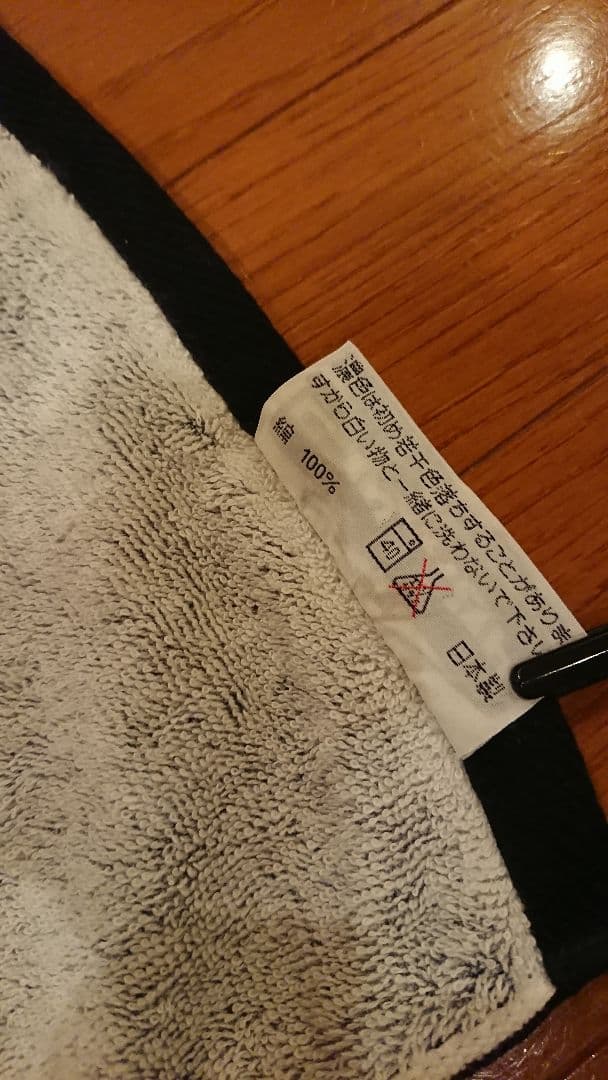 濃色は初め若干色落ちすることがありま
すから白い物と一緒に洗わないで下さい
綿 100%
40
日本製